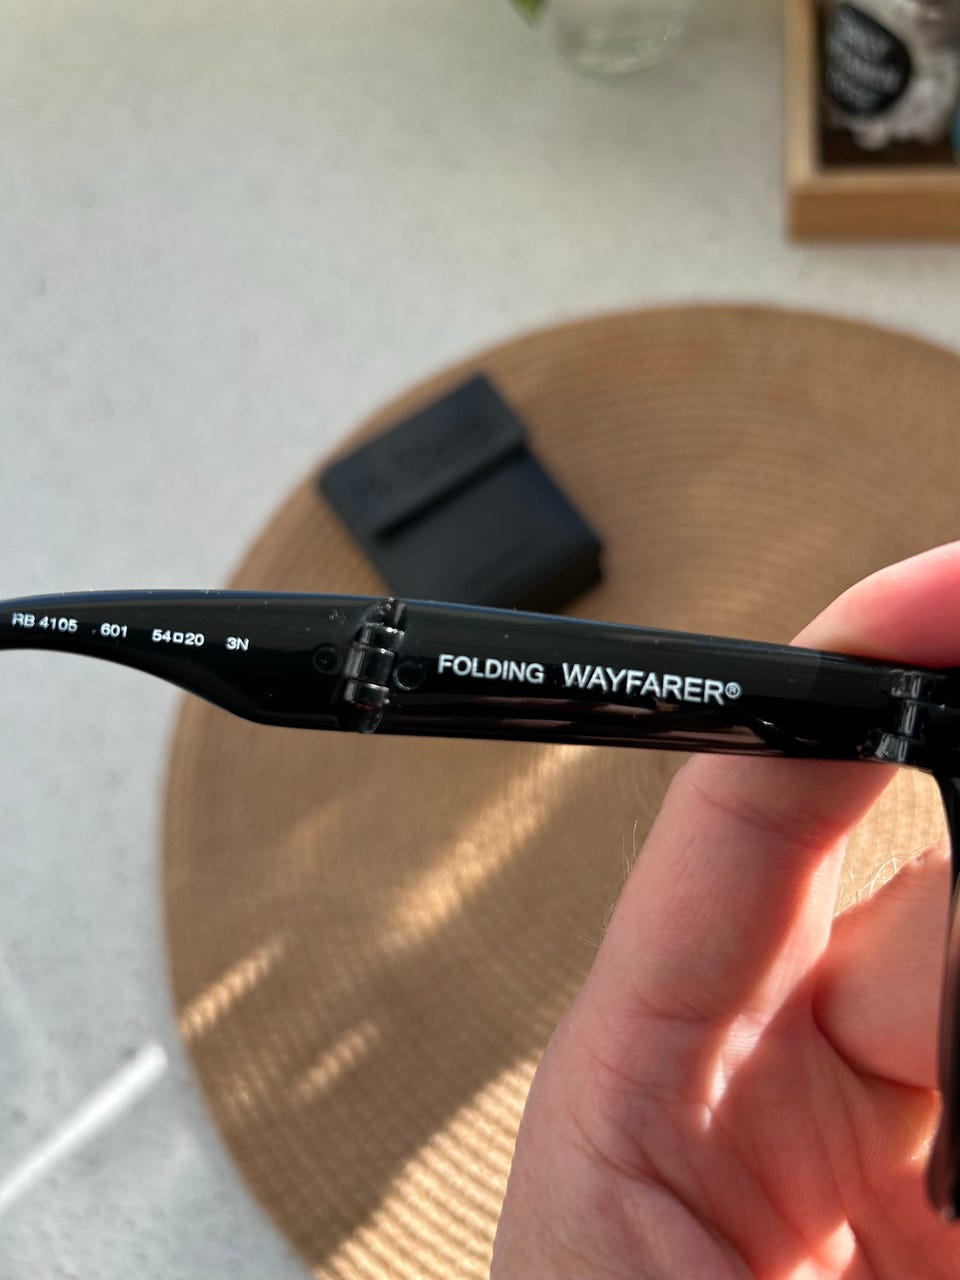 RB 4105 601 54□20 3N
FOLDING WAYFARER®